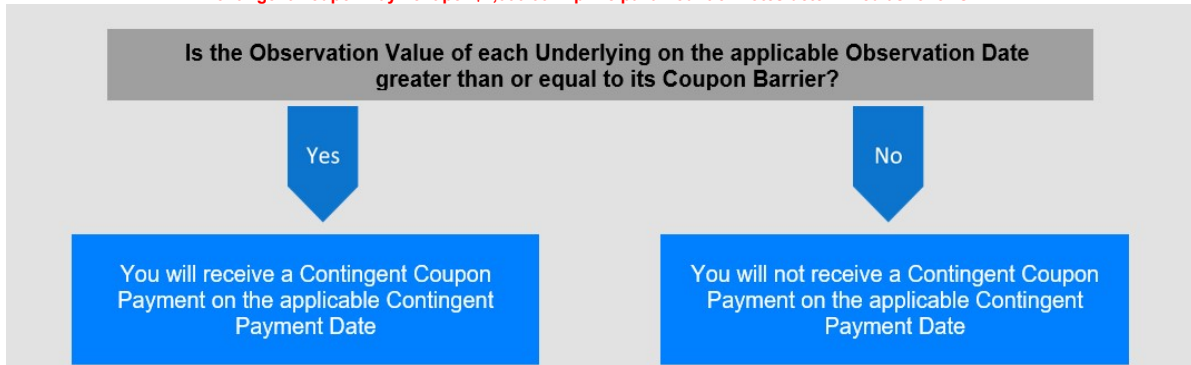 Is the Observation Value of each Underlying on the applicable Observation Date
greater than or equal to its Coupon Barrier?
Yes
No
You will receive a Contingent Coupon
Payment on the applicable Contingent
Payment Date
You will not receive a Contingent Coupon
Payment on the applicable Contingent
Payment Date